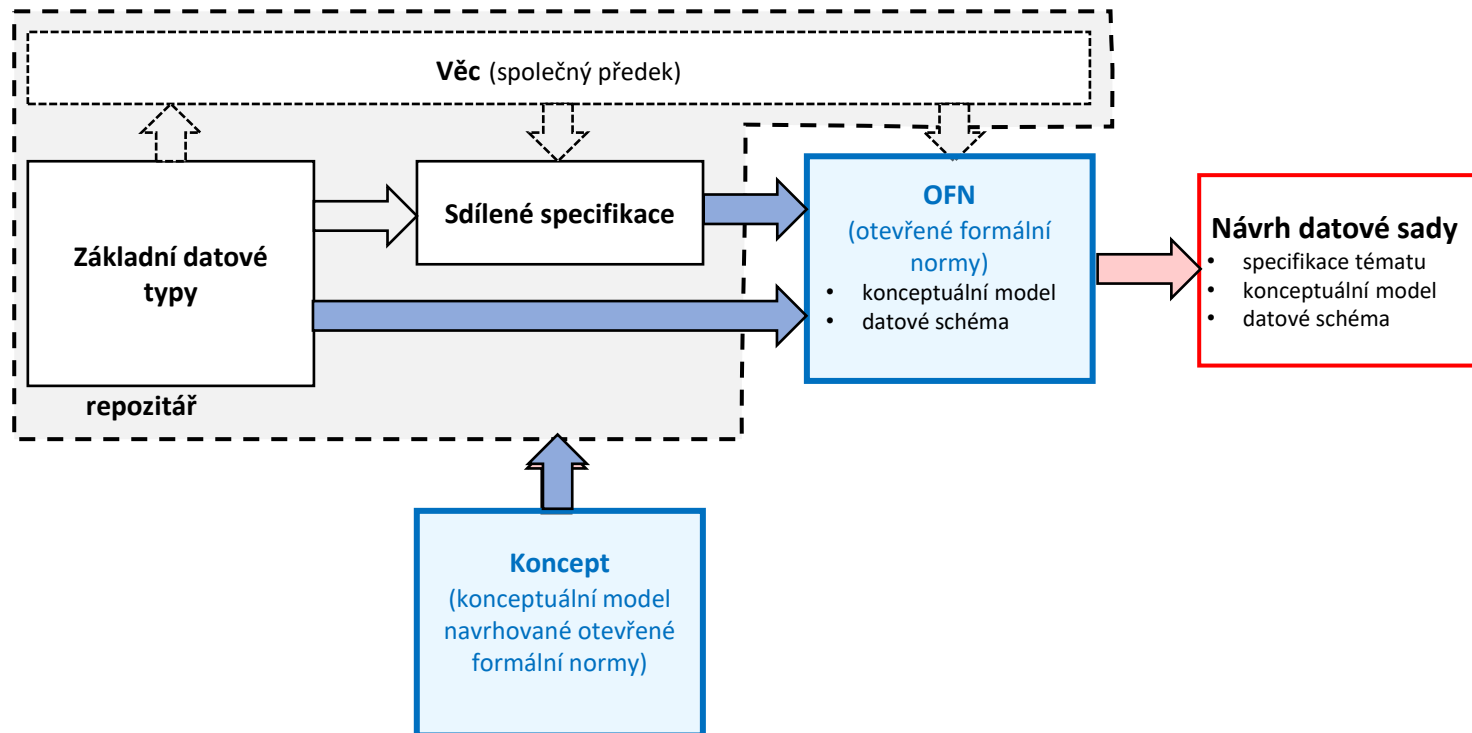 Věc (společný předek)
Základní datové
typy
Sdílené specifikace
OFN
(otevřené formální
normy)
• konceptuální model
• datové schéma
Návrh datové sady
• specifikace tématu
• konceptuální model
• datové schéma
repozitář
Koncept
(konceptuální model
navrhované otevřené
formální normy)